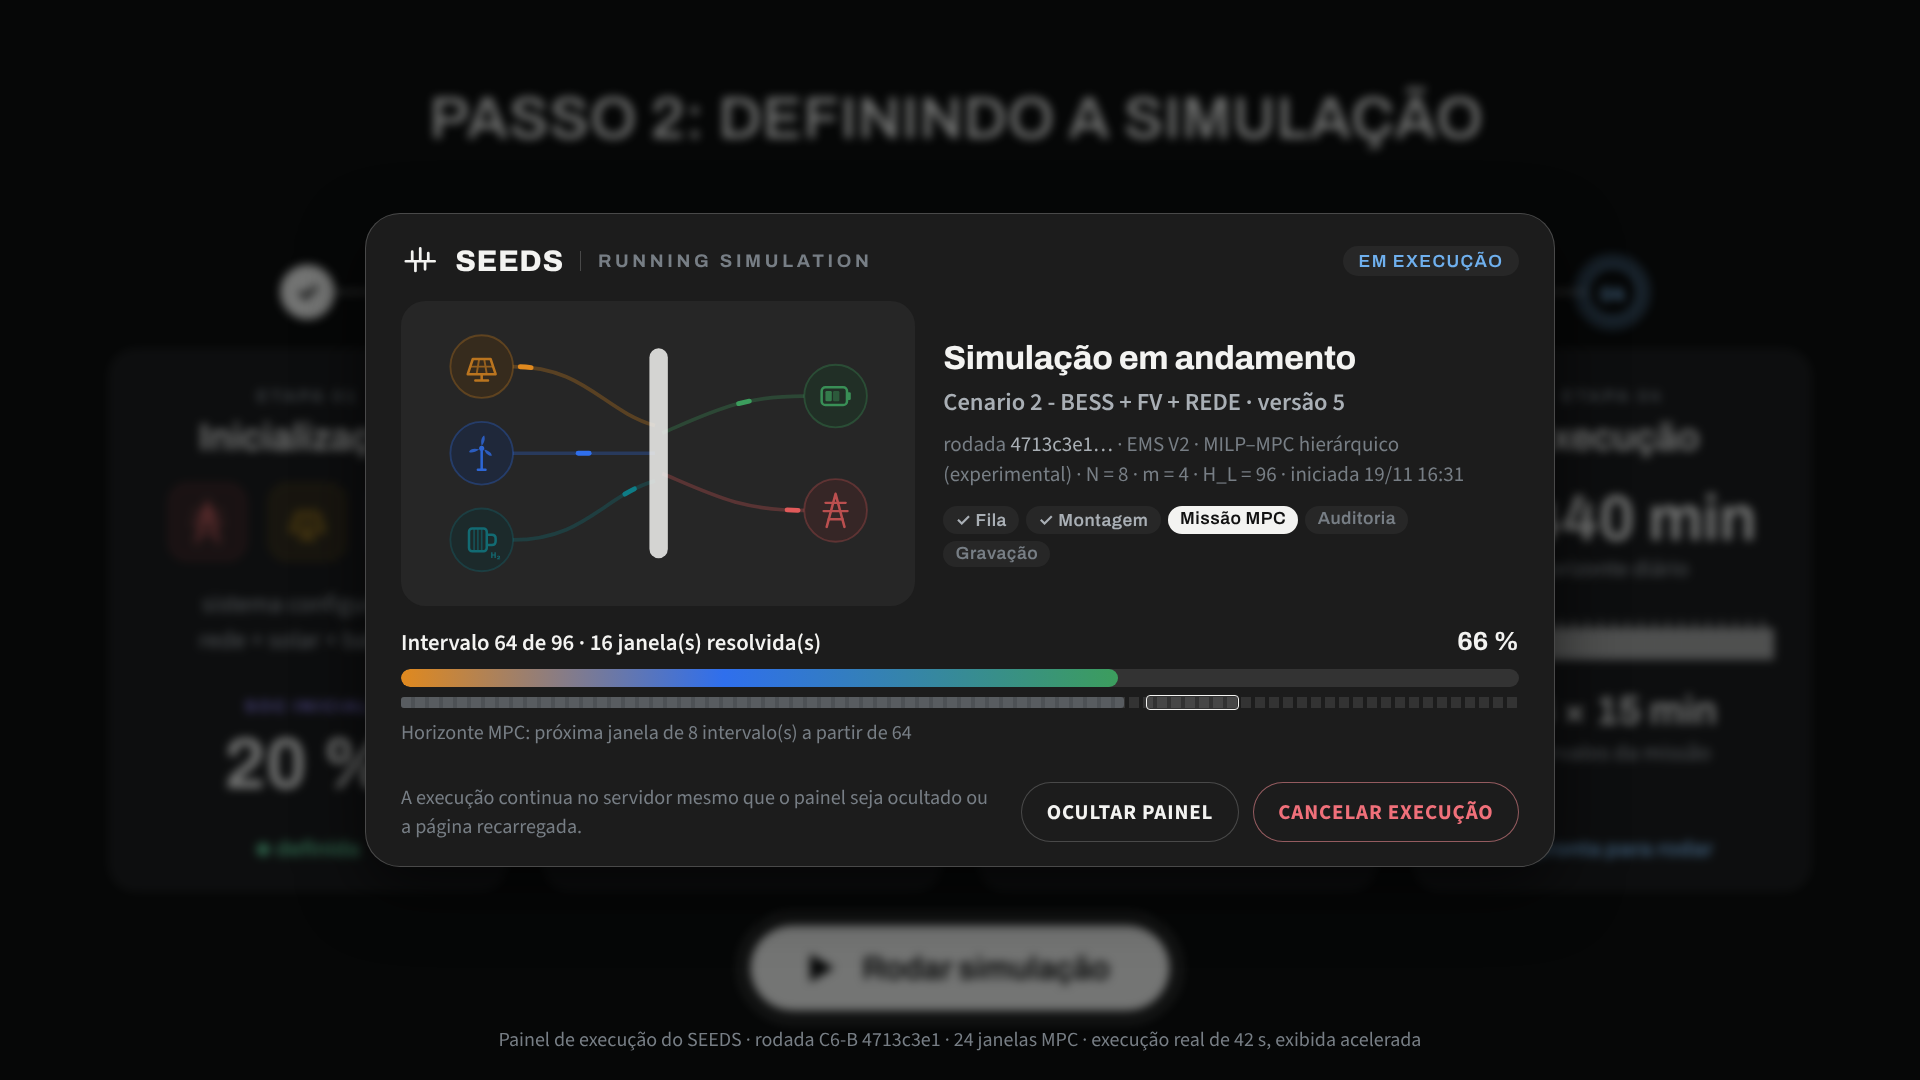 PASSO 2: DEFININDO A SIMULAÇÃO
SEEDS
RUNNING SIMULATION
EM EXECUÇÃO
H₂
Simulação em andamento
Cenario 2 - BESS + FV + REDE · versão 5
rodada 4713c3e1… · EMS V2 · MILP–MPC hierárquico
(experimental) · N = 8 · m = 4 · H_L = 96 · iniciada 19/11 16:31
✓ Fila
✓ Montagem
Missão MPC
Auditoria
Gravação
Intervalo 64 de 96 · 16 janela(s) resolvida(s)
66 %
Horizonte MPC: próxima janela de 8 intervalo(s) a partir de 64
A execução continua no servidor mesmo que o painel seja ocultado ou
a página recarregada.
OCULTAR PAINEL
CANCELAR EXECUÇÃO
20 %
40 min
× 15 min
Rodar simulação
Painel de execução do SEEDS · rodada C6-B 4713c3e1 · 24 janelas MPC · execução real de 42 s, exibida acelerada